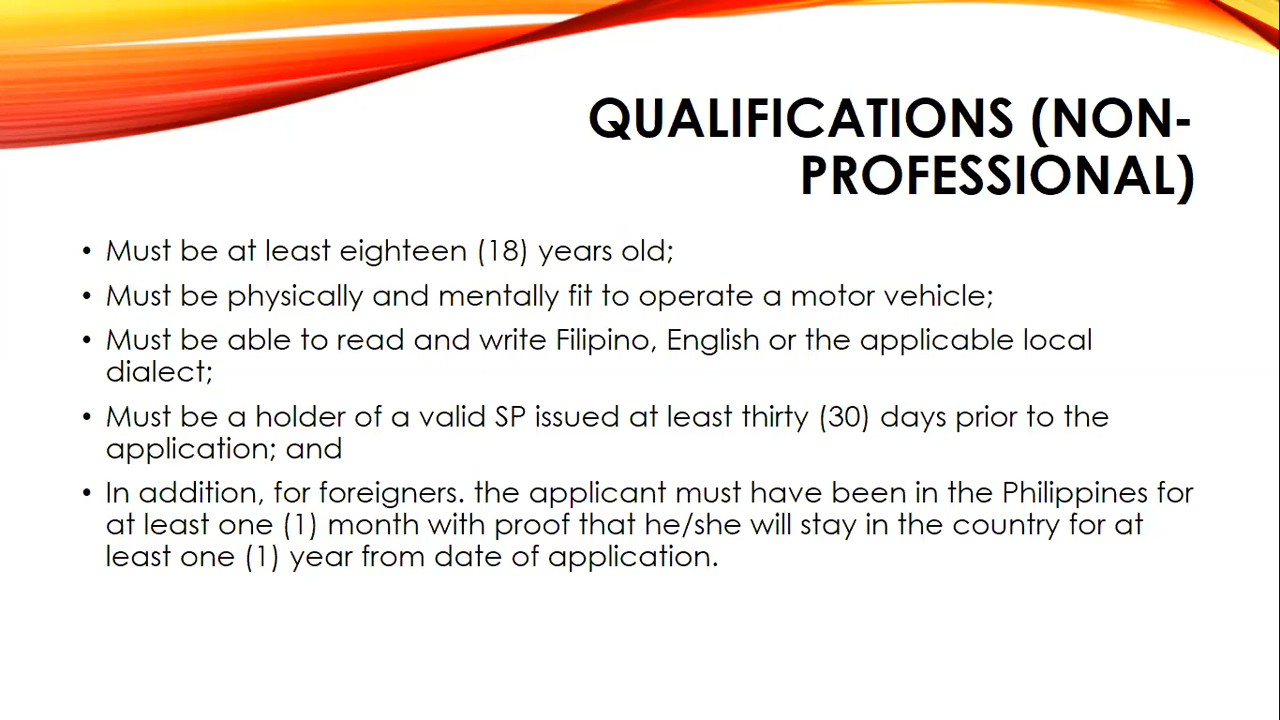 QUALIFICATIONS (NON-
PROFESSIONAL)
• Must be at least eighteen (18) years old;
• Must be physically and mentally fit to operate a motor vehicle;
• Must be able to read and write Filipino, English or the applicable local
dialect;
• Must be a holder of a valid SP issued at least thirty (30) days prior to the
application; and
• In addition, for foreigners. the applicant must have been in the Philippines for
at least one (1) month with proof that he/she will stay in the country for at
least one (1) year from date of application.